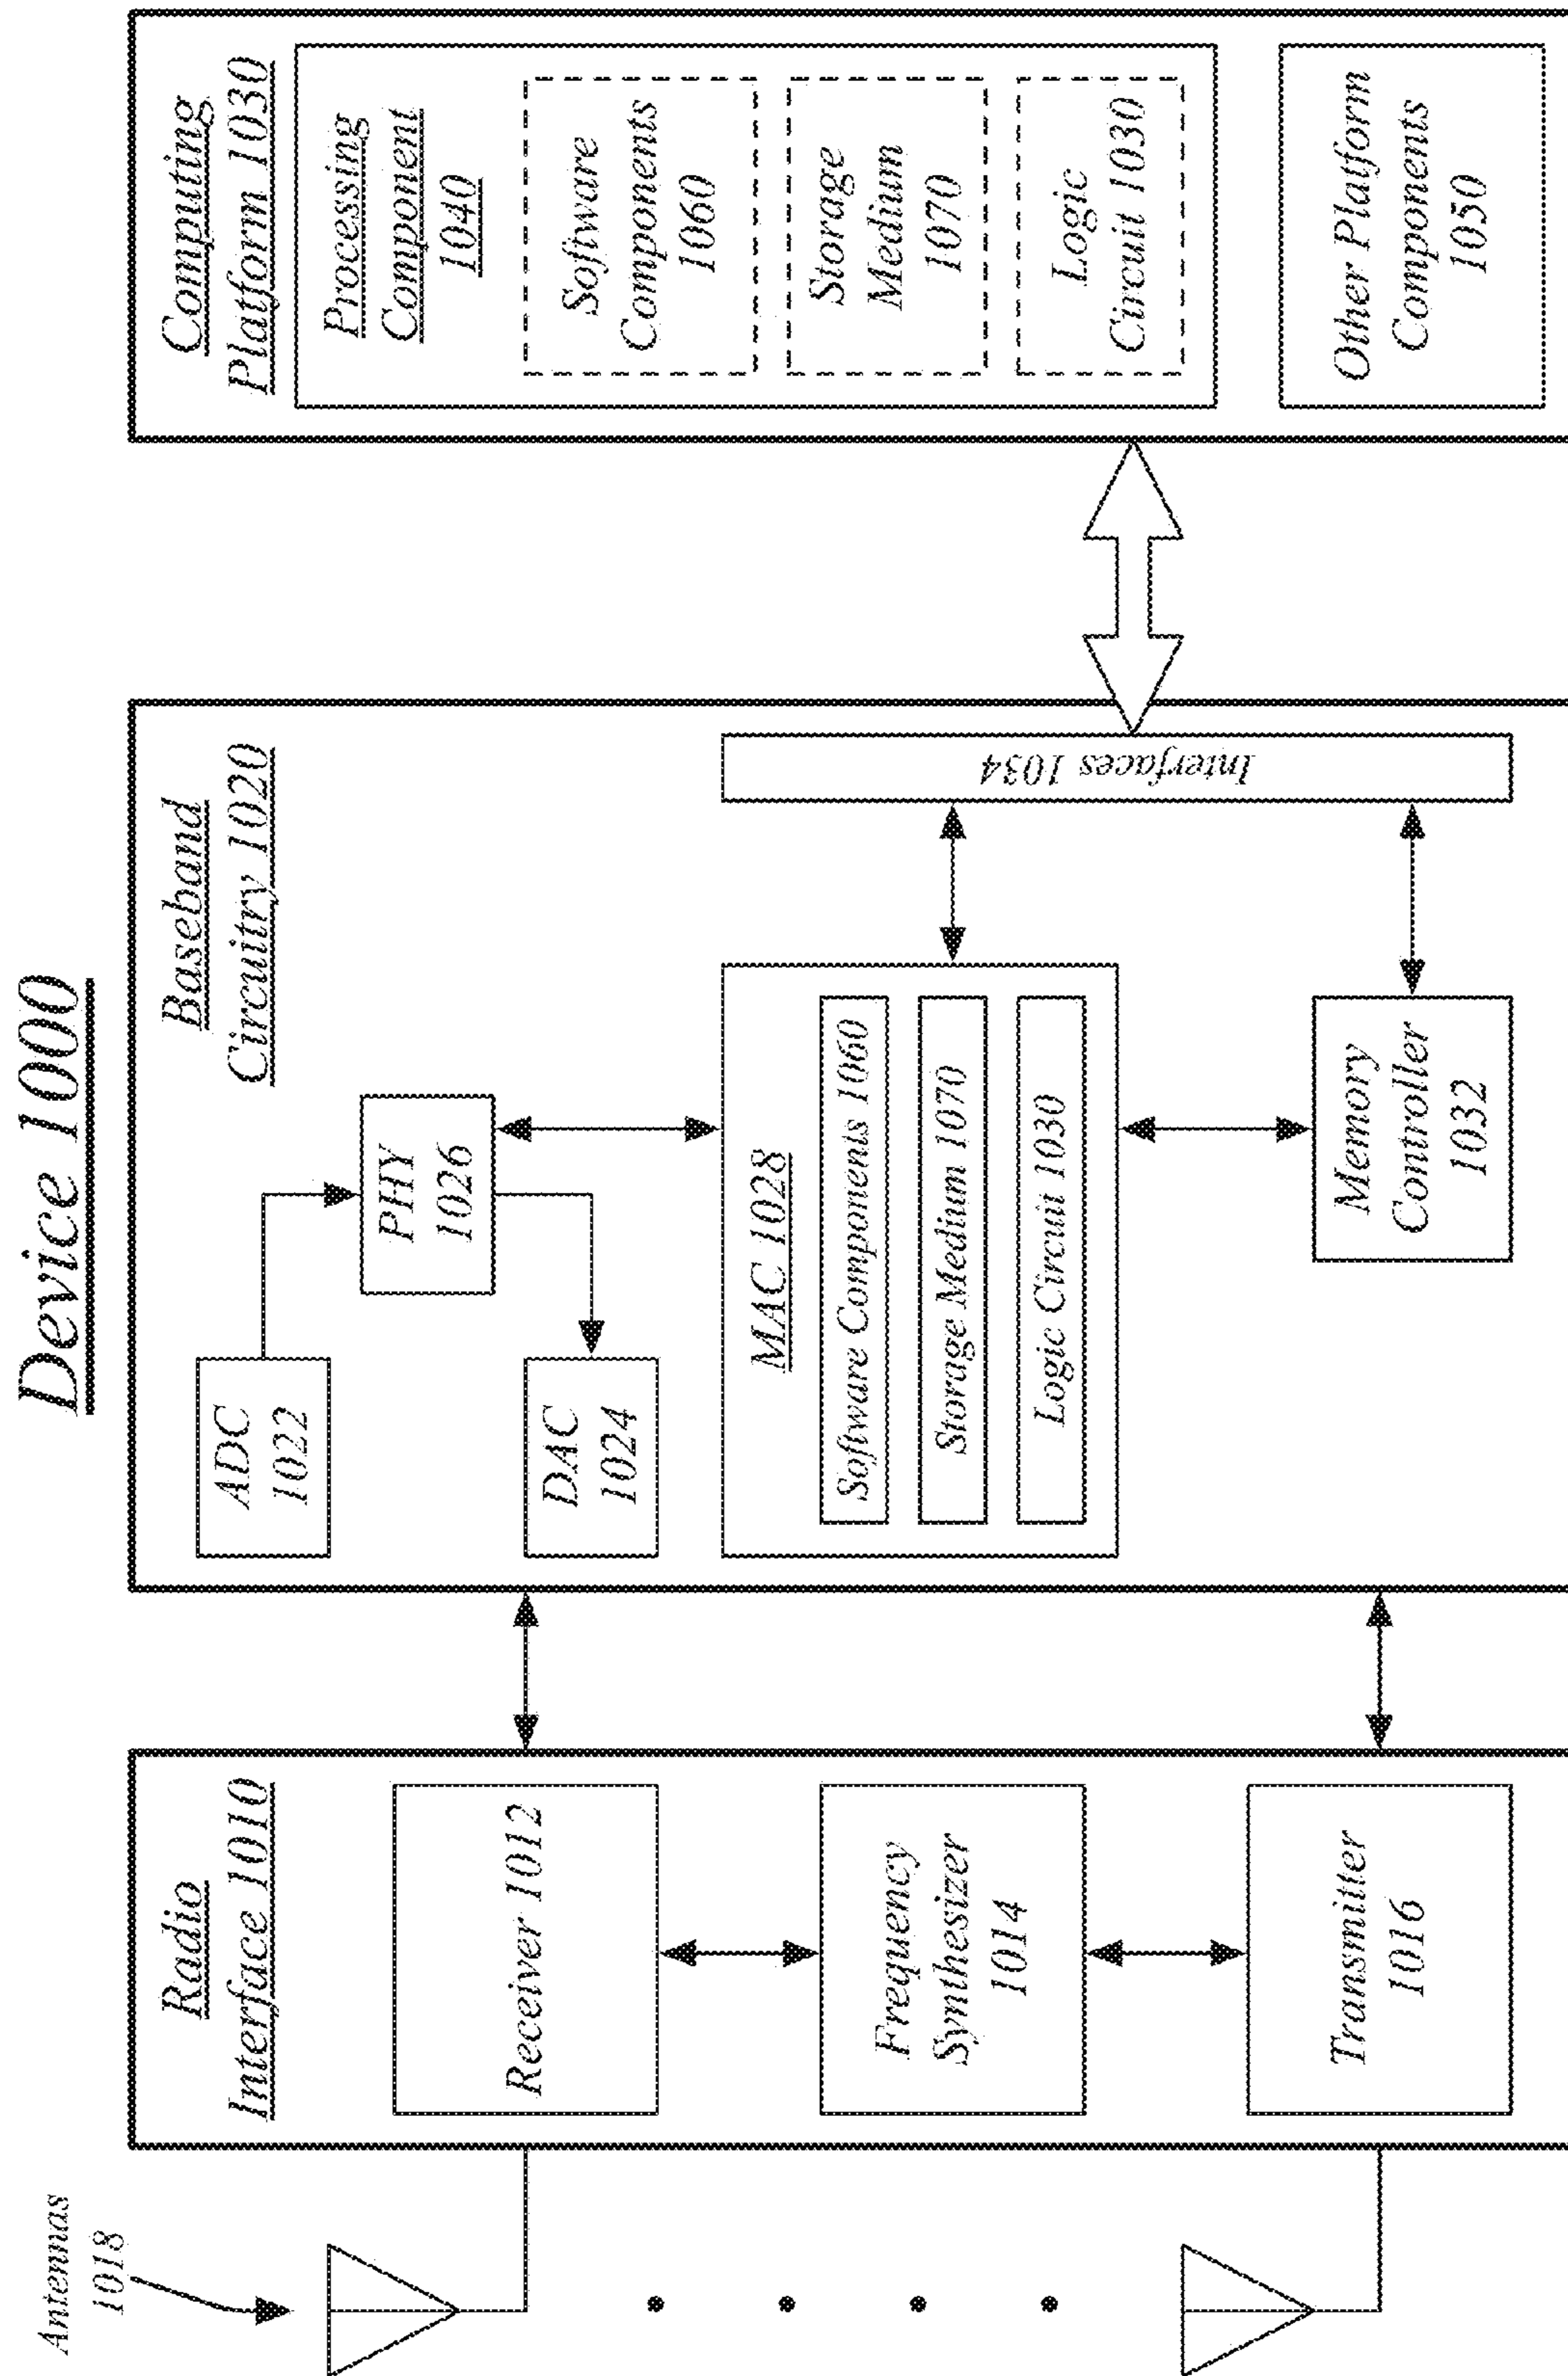 Device 1000
Antennas
1018
Radio
Interface 1010
Receiver 1012
Frequency
Synthesizer
1014
Transmitter
1016
Baseband
Circuitry 1020
ADC
1022
PHY
1026
DAC
1024
MAC 1028
Software Components 1060
Storage Medium 1070
Logic Circuit 1030
Memory
Controller
1032
Interfaces 1034
Computing
Platform 1030
Processing
Component
1040
Software
Components
1060
Storage
Medium
1070
Logic
Circuit 1030
Other Platform
Components
1050